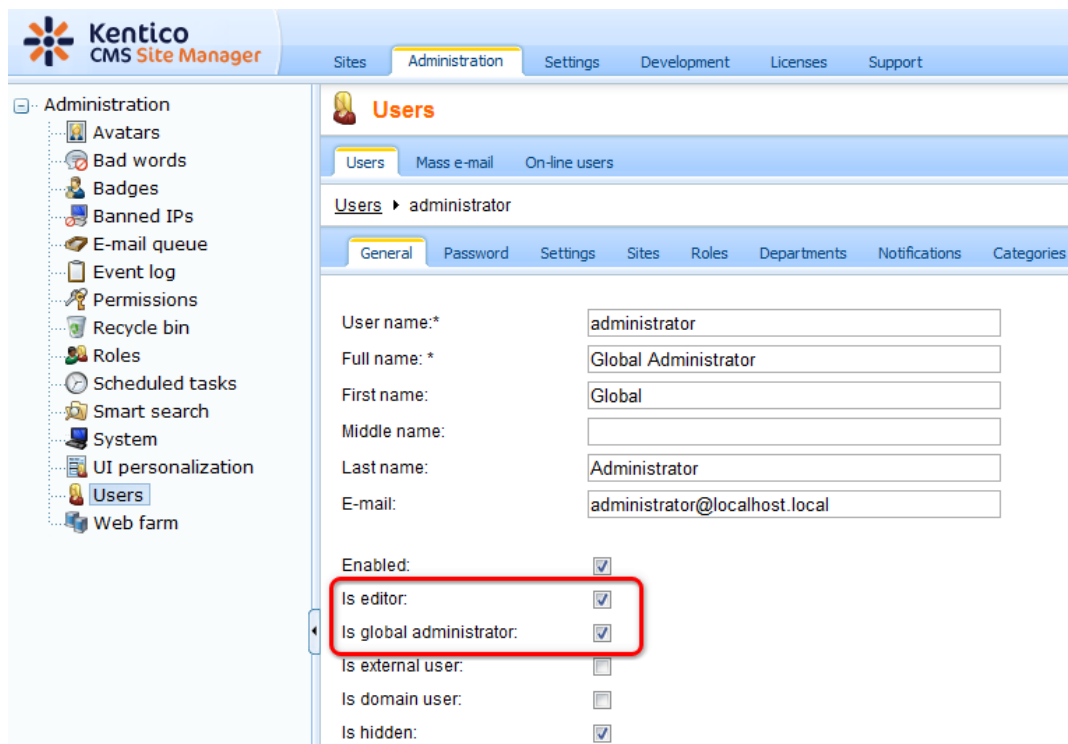 Kentico
CMS Site Manager
Sites Administration Settings Development Licenses Support
Administration
Avatars
Bad words
Badges
Banned IPs
E-mail queue
Event log
Permissions
Recycle bin
Roles
Scheduled tasks
Smart search
System
UI personalization
Users
Web farm
Users
Users Mass e-mail On-line users
Users administrator
General Password Settings Sites Roles Departments Notifications Categories
User name:* administrator
Full name: * Global Administrator
First name: Global
Middle name:
Last name: Administrator
E-mail: administrator@localhost.local
Enabled:
Is editor:
Is global administrator:
Is external user:
Is domain user:
Is hidden: